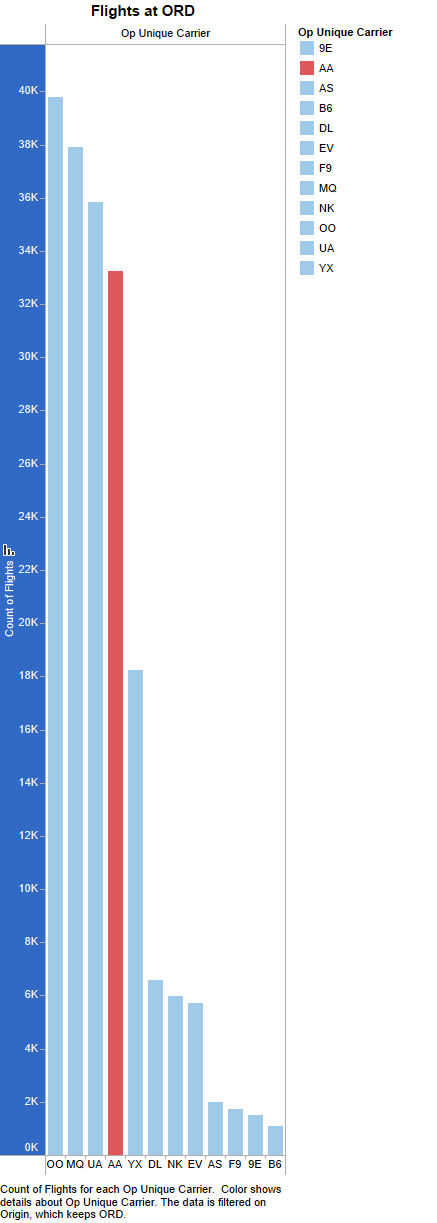 Flights at ORD
Op Unique Carrier
Op Unique Carrier
9E
AA
AS
B6
DL
EV
F9
MQ
NK
OO
UA
YX
40K
38K
36K
34K
32K
30K
28K
26K
24K
22K
20K
18K
16K
14K
12K
10K
8K
6K
4K
2K
0K
Count of Flights
OO MQ UA AA YX DL NK EV AS F9 9E B6
Count of Flights for each Op Unique Carrier.  Color shows
details about Op Unique Carrier. The data is filtered on
Origin, which keeps ORD.